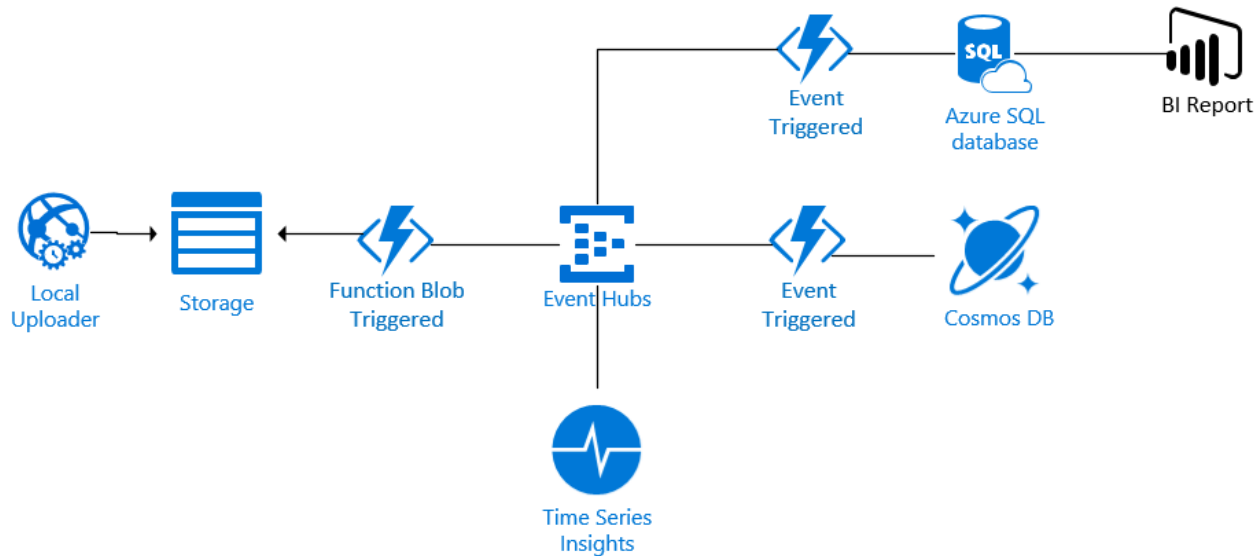 SQL
Event
Triggered
Azure SQL
database
BI Report
Local
Uploader
Storage
Function Blob
Triggered
Event Hubs
Event
Triggered
Cosmos DB
Time Series
Insights